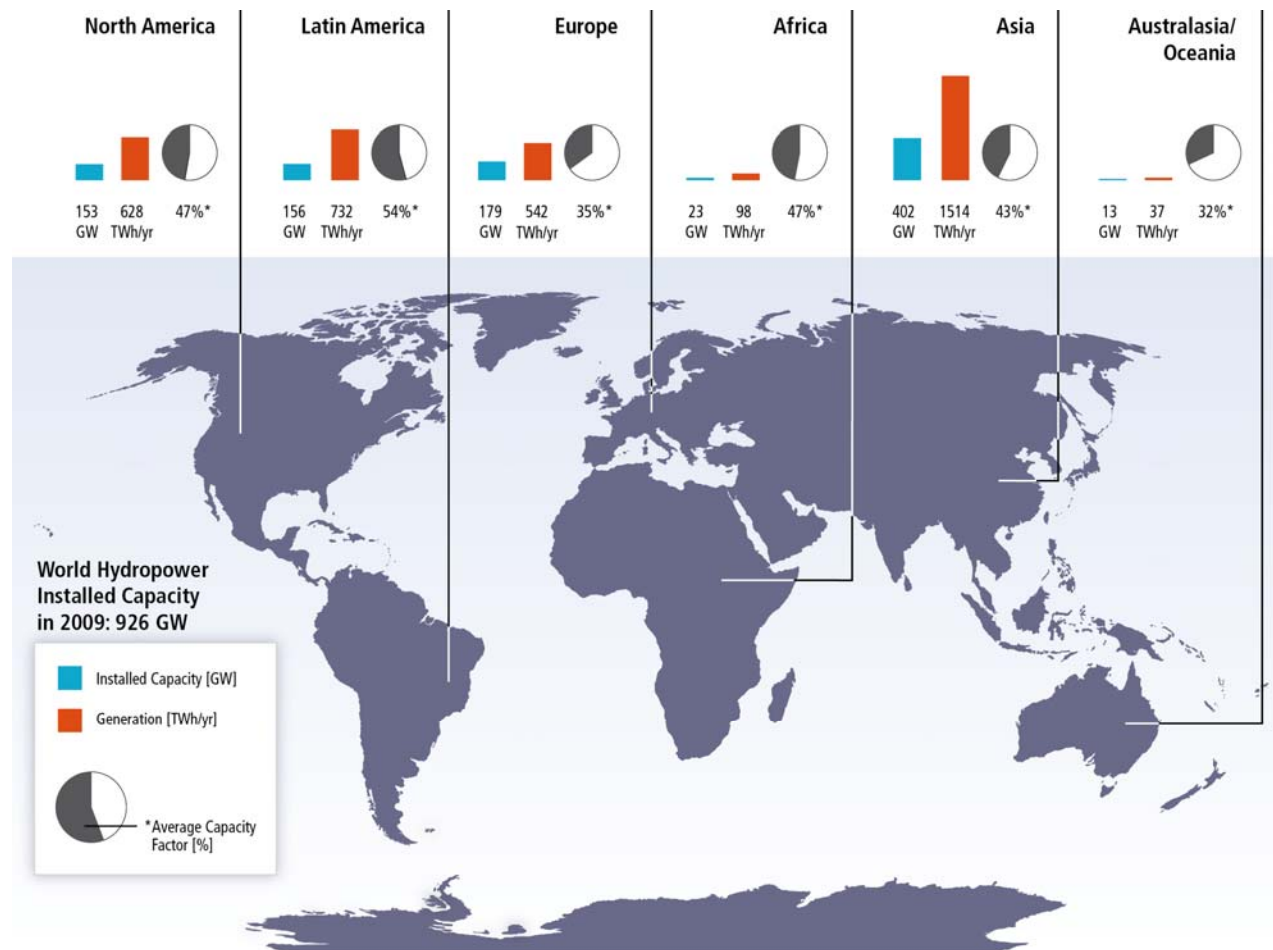 North America
153
GW
628
TWh/yr
47%*
Latin America
156
GW
732
TWh/yr
54%*
Europe
179
GW
542
TWh/yr
35%*
Africa
23
GW
98
TWh/yr
47%*
Asia
402
GW
1514
TWh/yr
43%*
Australasia/
Oceania
13
GW
37
TWh/yr
32%*
World Hydropower
Installed Capacity
in 2009: 926 GW
Installed Capacity [GW]
Generation [TWh/yr]
*Average Capacity
Factor [%]